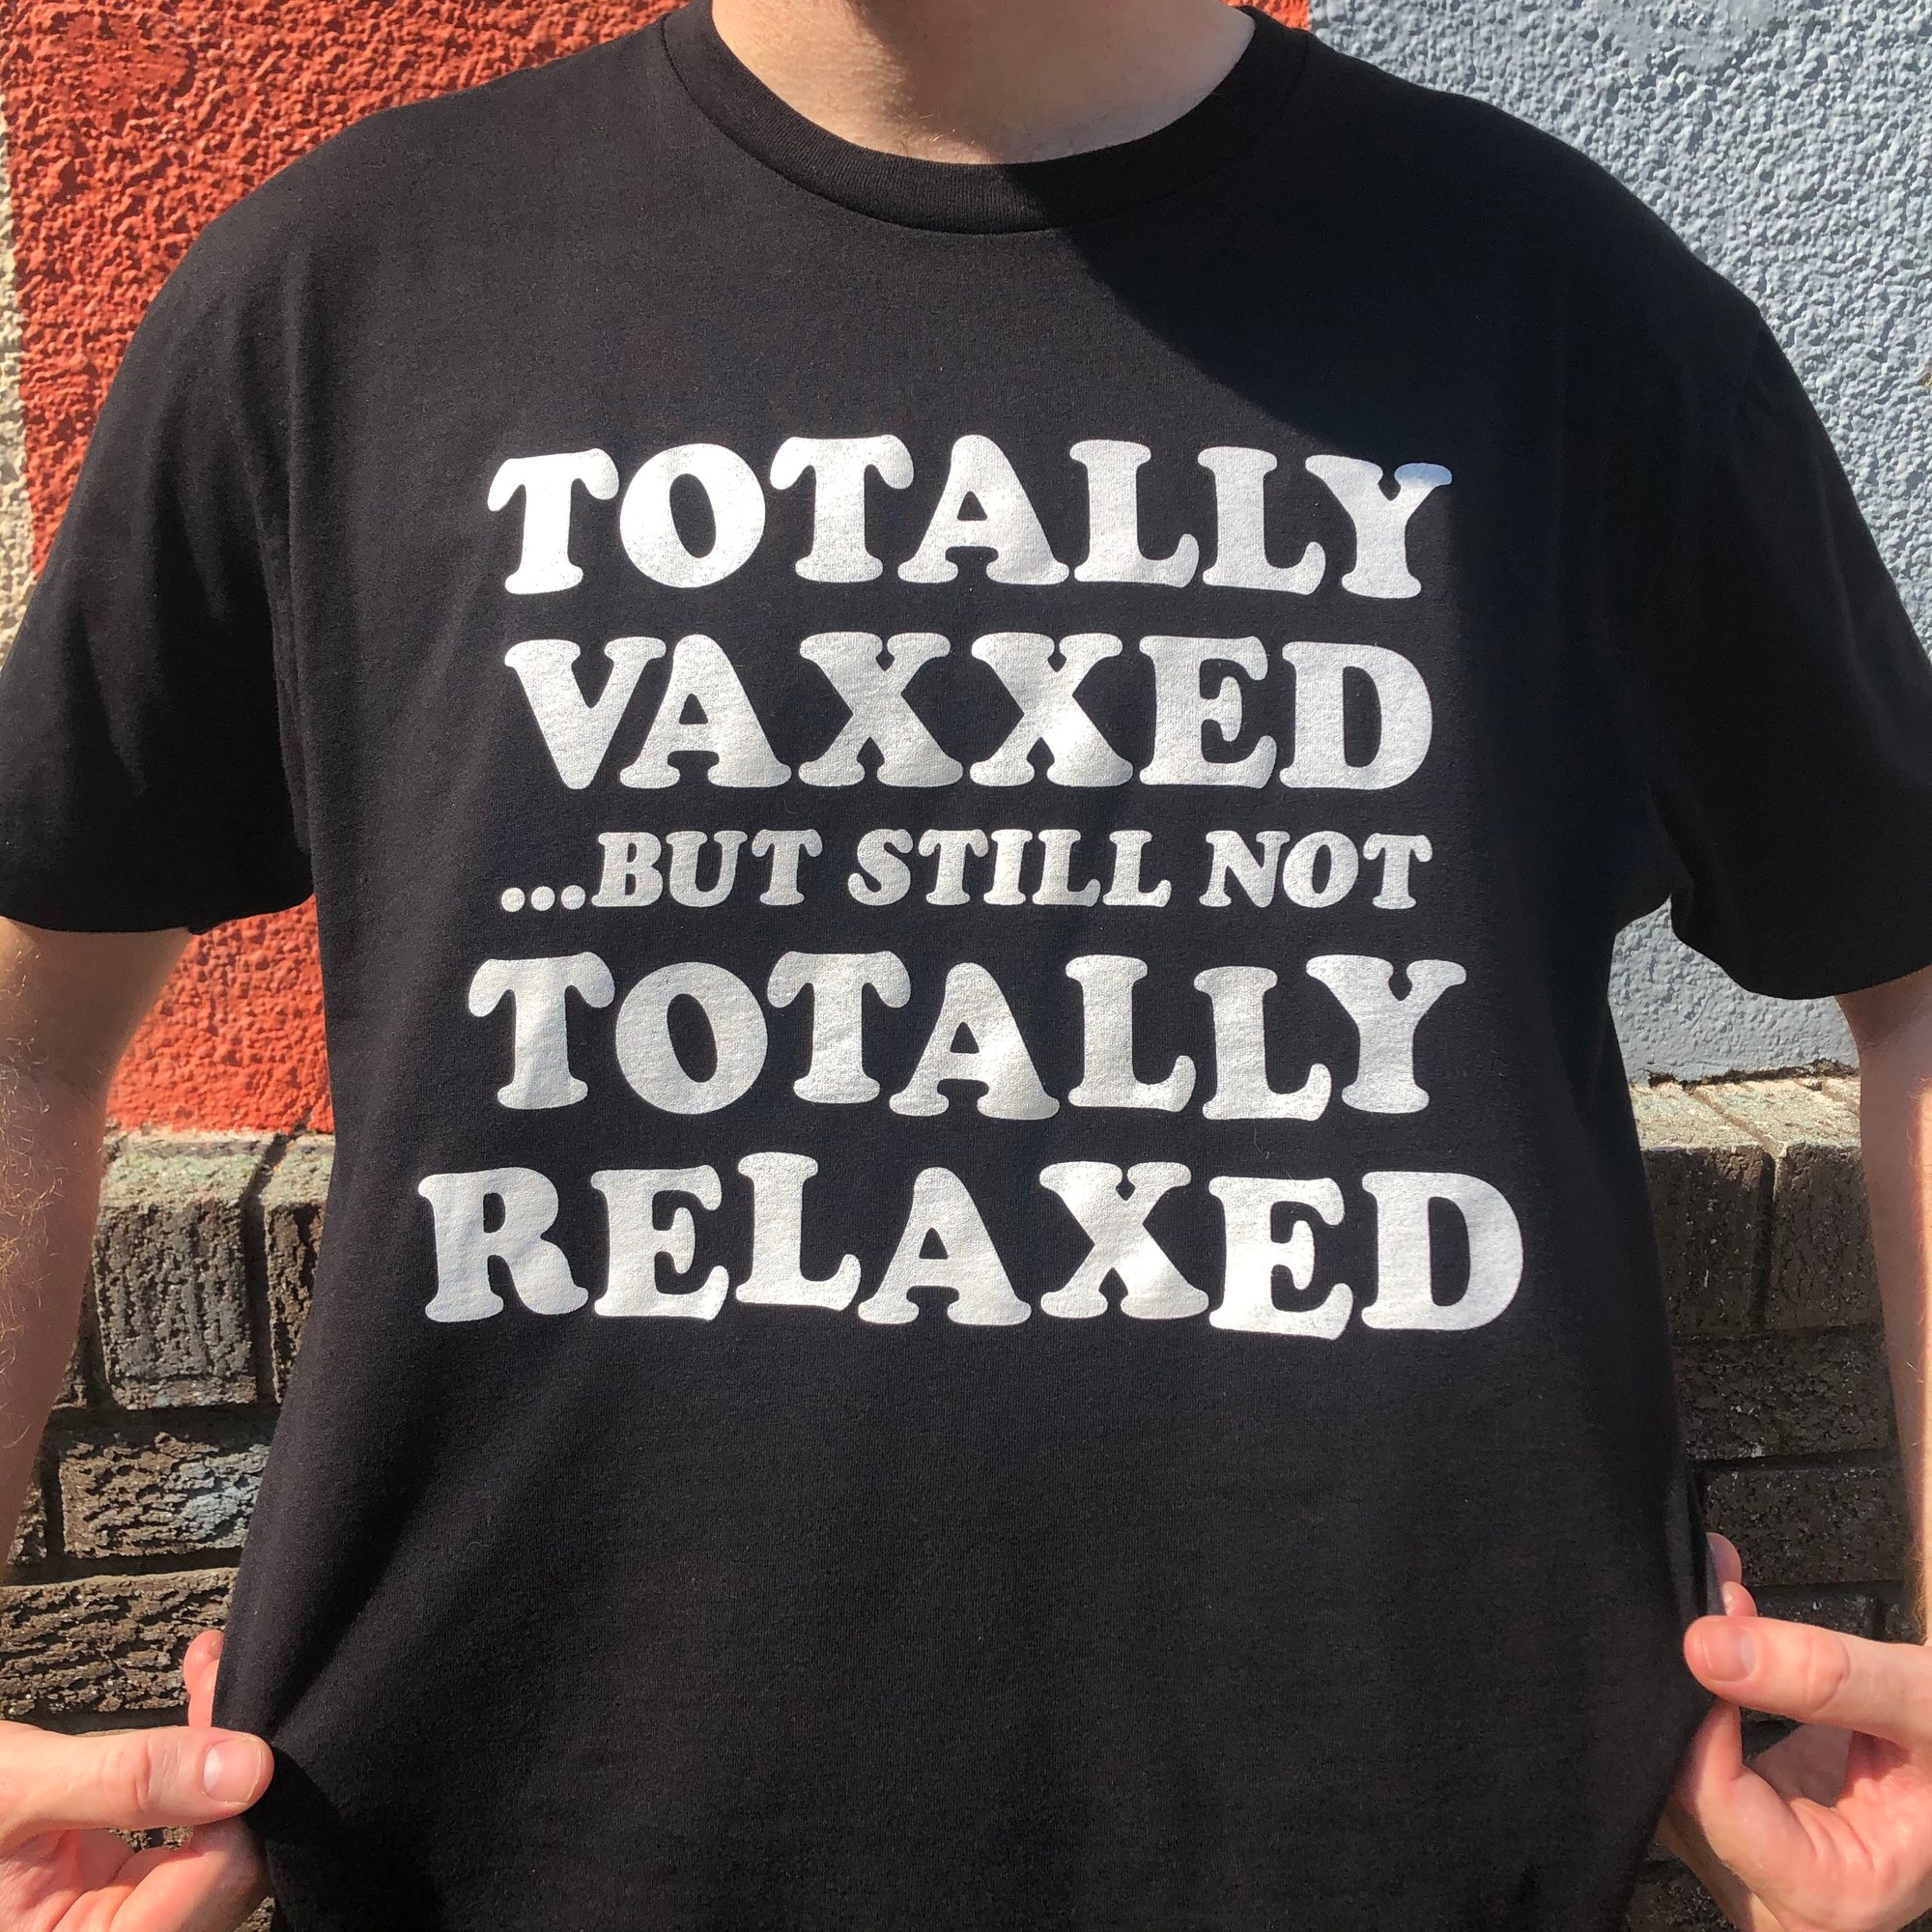 TOTALLY
VAXXED
...BUT STILL NOT
TOTALLY
RELAXED